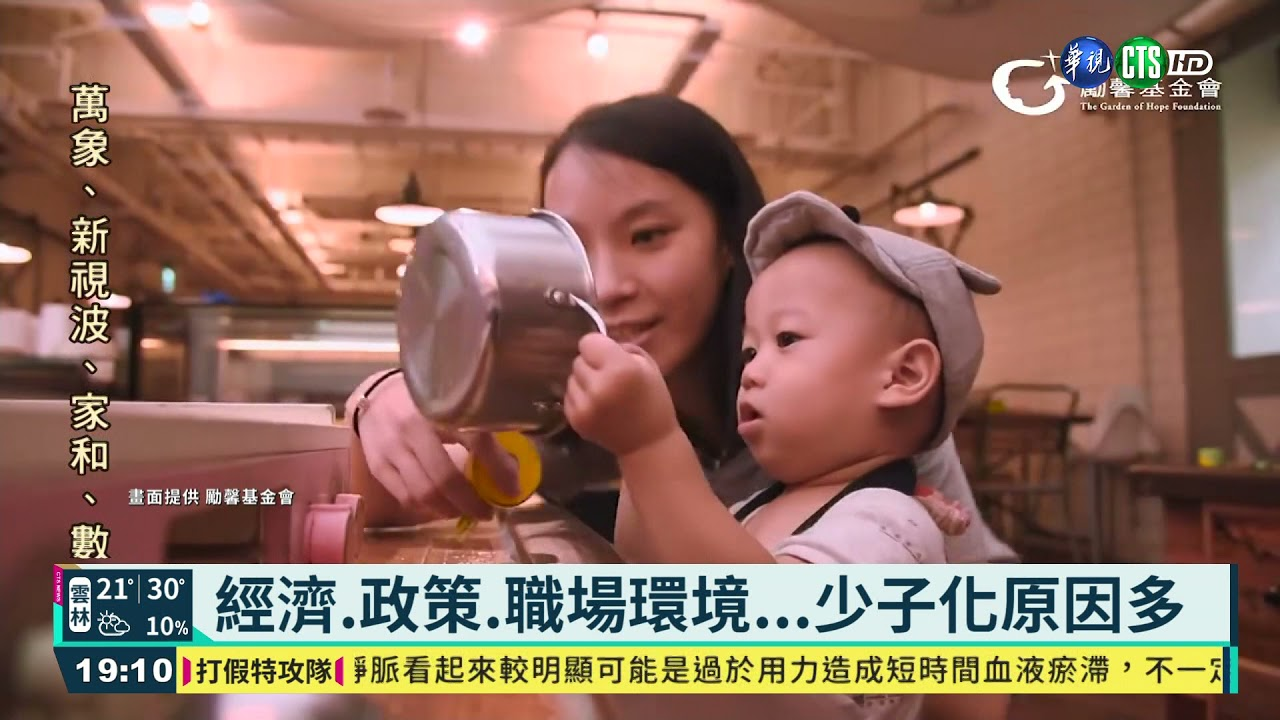 華視 CTS HD
勵馨基金會
The Garden of Hope Foundation
萬象、新視波、家和、數
畫面提供 勵馨基金會
雲林 21° 30° 10%
經濟.政策.職場環境...少子化原因多
19:10 打假特攻隊 靜脈看起來較明顯可能是過於用力造成短時間血液瘀滯，不一定